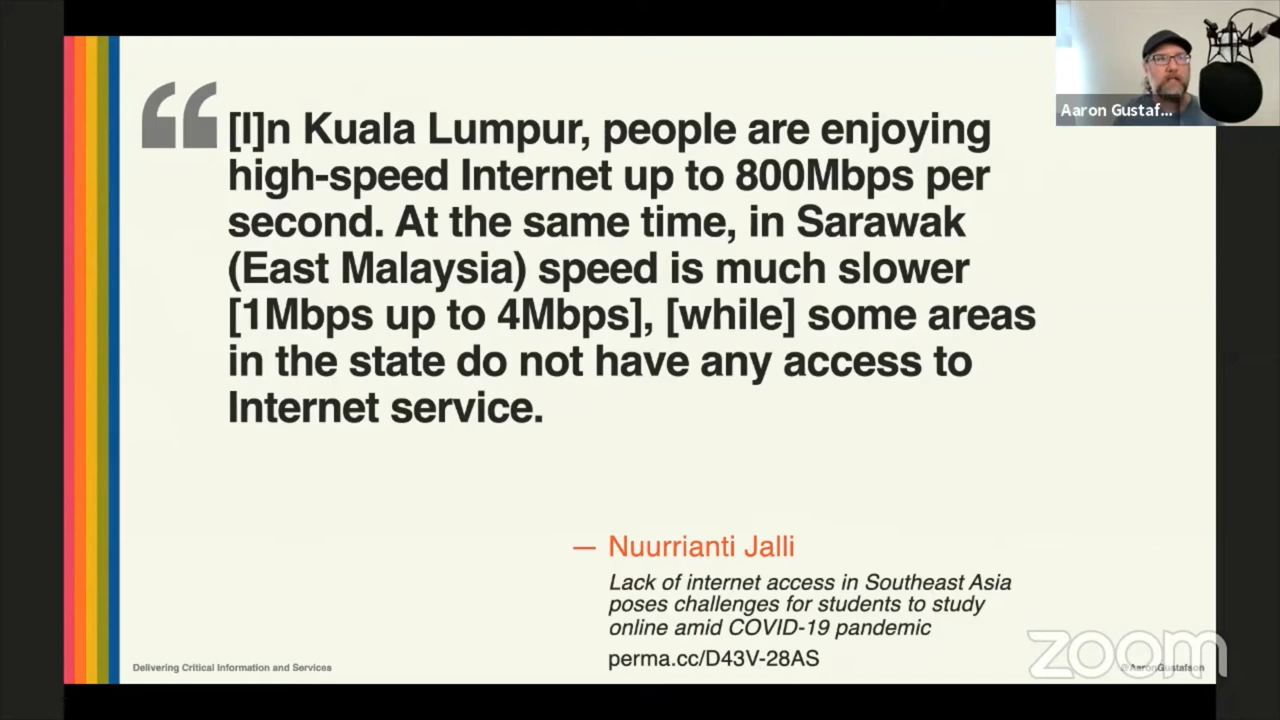 Aaron Gustaf...
“
[I]n Kuala Lumpur, people are enjoying
high-speed Internet up to 800Mbps per
second. At the same time, in Sarawak
(East Malaysia) speed is much slower
[1Mbps up to 4Mbps], [while] some areas
in the state do not have any access to
Internet service.
— Nuurrianti Jalli
Lack of internet access in Southeast Asia
poses challenges for students to study
online amid COVID-19 pandemic
perma.cc/D43V-28AS
Delivering Critical Information and Services
@AaronGustafson
zoom